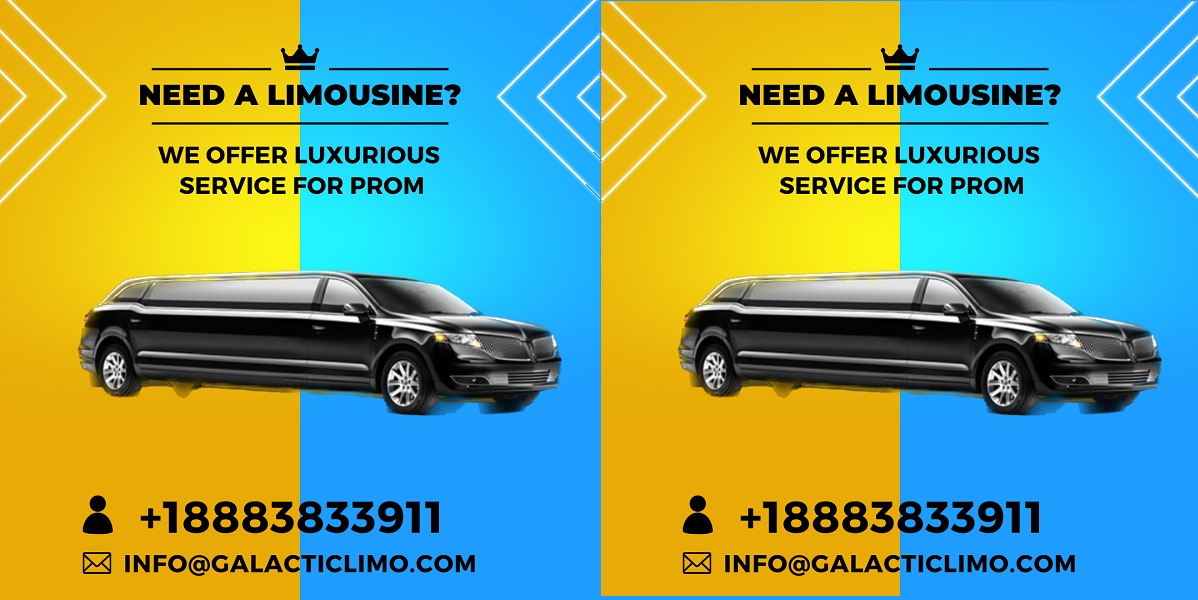 NEED A LIMOUSINE?
WE OFFER LUXURIOUS
SERVICE FOR PROM
+18883833911
INFO@GALACTICLIMO.COM
NEED A LIMOUSINE?
WE OFFER LUXURIOUS
SERVICE FOR PROM
+18883833911
INFO@GALACTICLIMO.COM